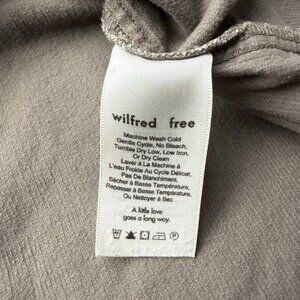 wilfred free
Machine Wash Cold
Gentle Cycle, No Bleach,
Tumble Dry Low, Low Iron,
Or Dry Clean
Laver à La Machine à
L'eau Froide Au Cycle Délicat,
Pas De Blanchiment,
Sécher à Basse Température,
Repasser à Basse Température,
Ou Nettoyer à Sec
A little love
goes a long way.